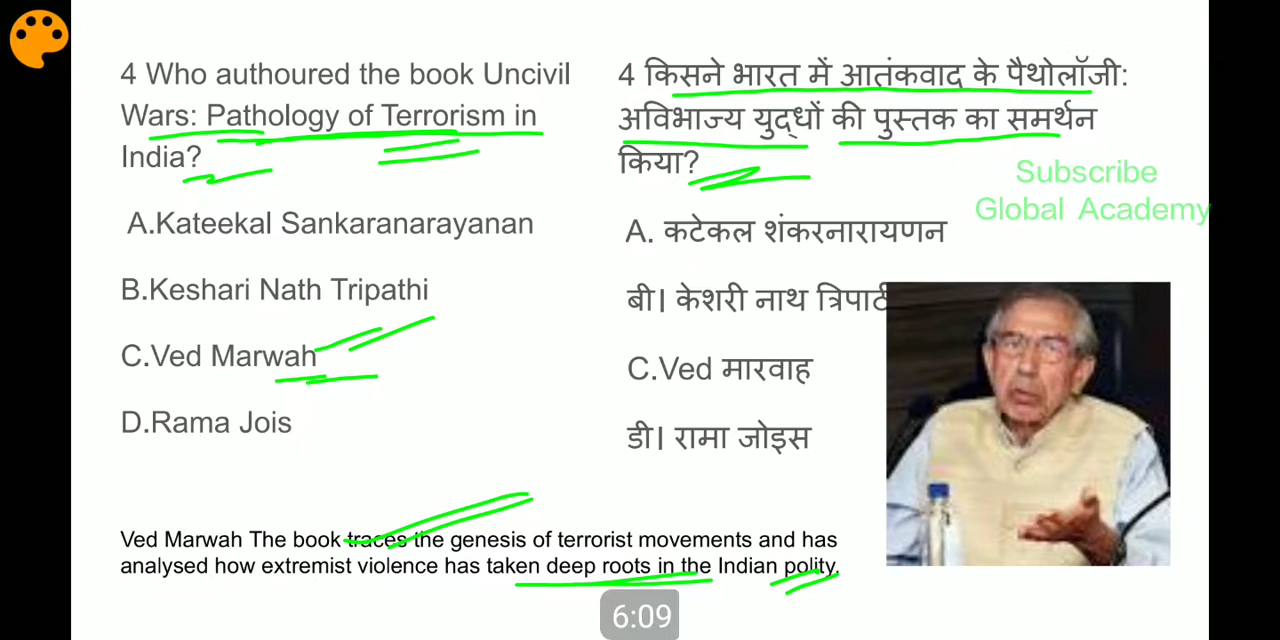 4 Who authoured the book Uncivil
Wars: Pathology of Terrorism in
India?
A.Kateekal Sankaranarayanan
B.Keshari Nath Tripathi
C.Ved Marwah
D.Rama Jois
4 किसने भारत में आतंकवाद के पैथोलॉजी:
अविभाज्य युद्धों की पुस्तक का समर्थन
किया?
Subscribe
Global Academy
A. कटेकल शंकरनारायणन
बी। केशरी नाथ त्रिपाठी
C.Ved मारवाह
डी। रामा जोइस
Ved Marwah The book traces the genesis of terrorist movements and has
analysed how extremist violence has taken deep roots in the Indian polity.
6:09